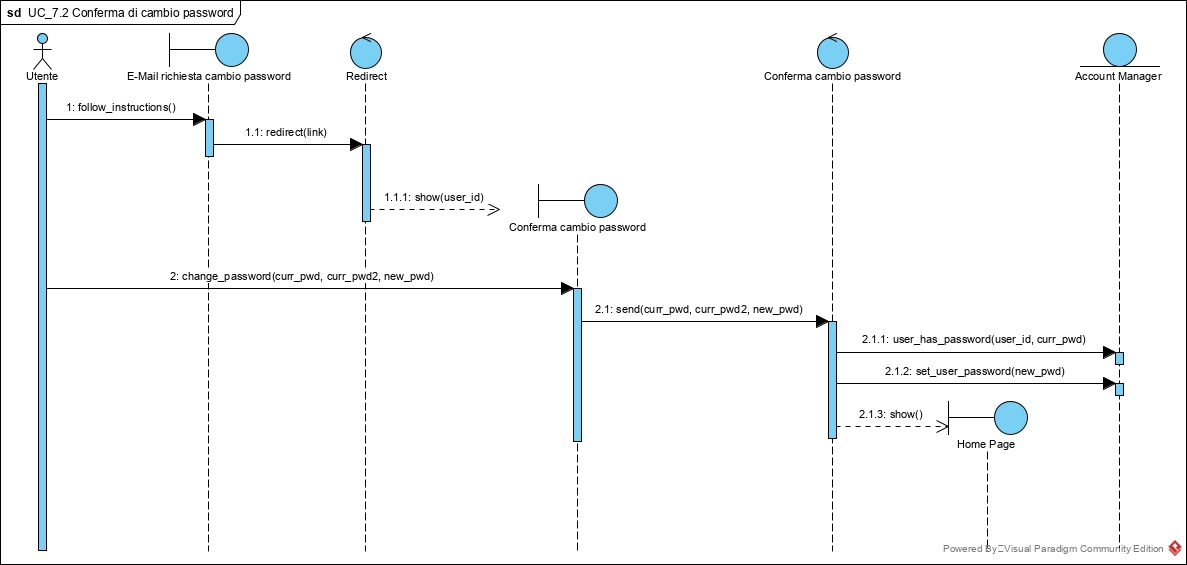 sd UC_7.2 Conferma di cambio password
Utente
E-Mail richiesta cambio password
Redirect
Conferma cambio password
Account Manager
1: follow_instructions()
1.1: redirect(link)
1.1.1: show(user_id)
Conferma cambio password
2: change_password(curr_pwd, curr_pwd2, new_pwd)
2.1: send(curr_pwd, curr_pwd2, new_pwd)
2.1.1: user_has_password(user_id, curr_pwd)
2.1.2: set_user_password(new_pwd)
2.1.3: show()
Home Page
Powered By Visual Paradigm Community Edition